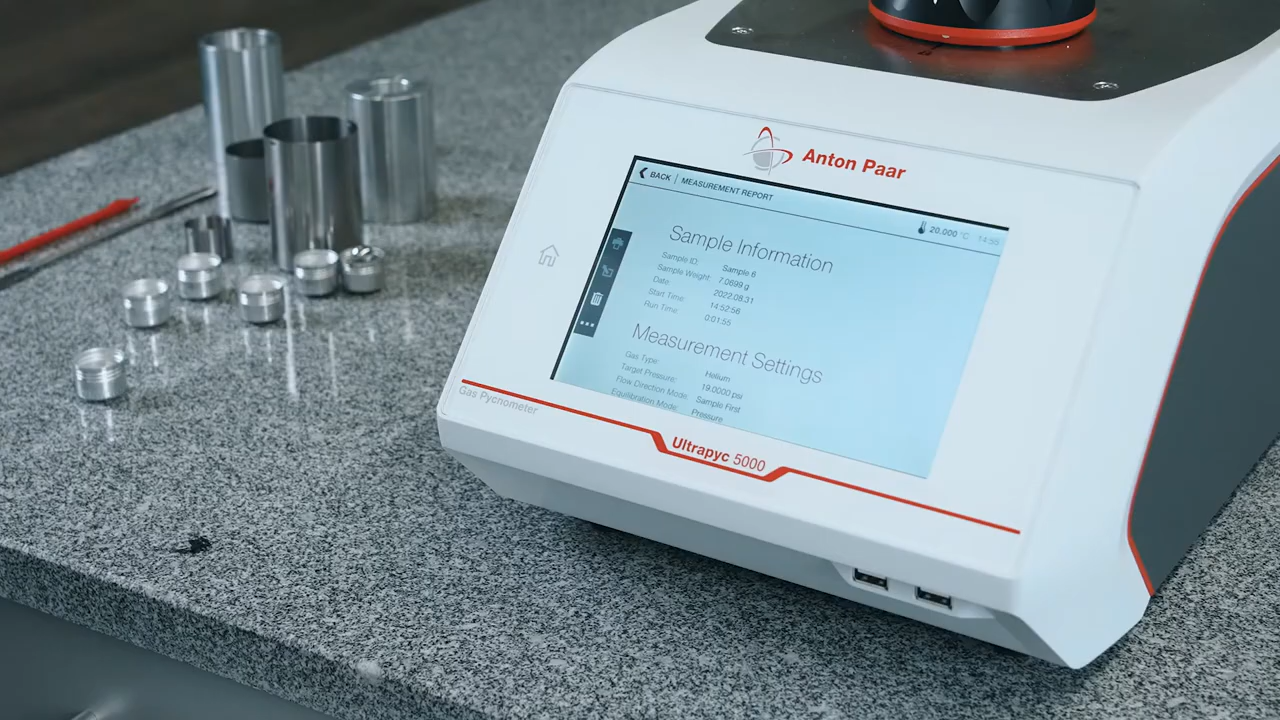 Anton Paar
BACK | MEASUREMENT REPORT
20.000 °C 14:55
Sample Information
Sample ID: Sample 6
Sample Weight: 7.0699 g
Date: 2022.08.31
Start Time: 14:52:56
Run Time: 0:01:55
Measurement Settings
Gas Type: Helium
Target Pressure: 19.0000 psi
Flow Direction Mode: Sample First
Equilibration Mode: Pressure
Gas Pycnometer
Ultrapyc 5000